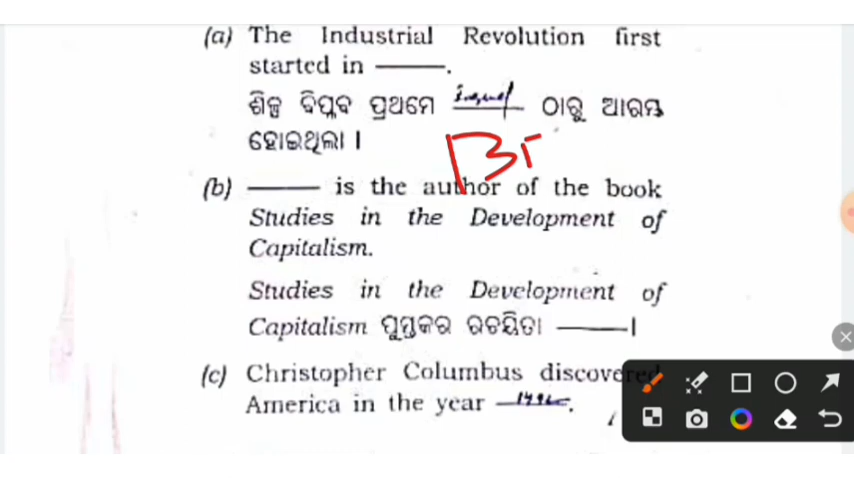 (a) The Industrial Revolution first
started in ———.
ଶିଳ୍ପ ବିପ୍ଳବ ପ୍ରଥମେ ——— ଠାରୁ ଆରମ୍ଭ
ହୋଇଥିଲା ।
Br
(b) ——— is the author of the book
Studies in the Development of
Capitalism.
Studies in the Development of
Capitalism ପୁସ୍ତକର ରଚୟିତା ———।
(c) Christopher Columbus discovered
America in the year 1492.